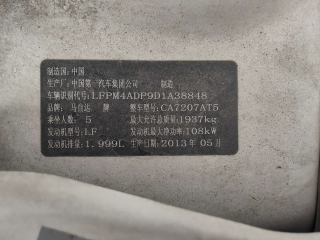 制造国:中国
生产厂:中国第一汽车集团公司 制造
车辆识别代号:LFPM4ADP9D1A38848
品牌:马自达 牌 整车型号:CA7207AT5
乘坐人数:5 最大允许总质量:1937kg
发动机型号:LF 发动机最大净功率:108kW
发动机排量:1.999L 生产日期:2013年05月